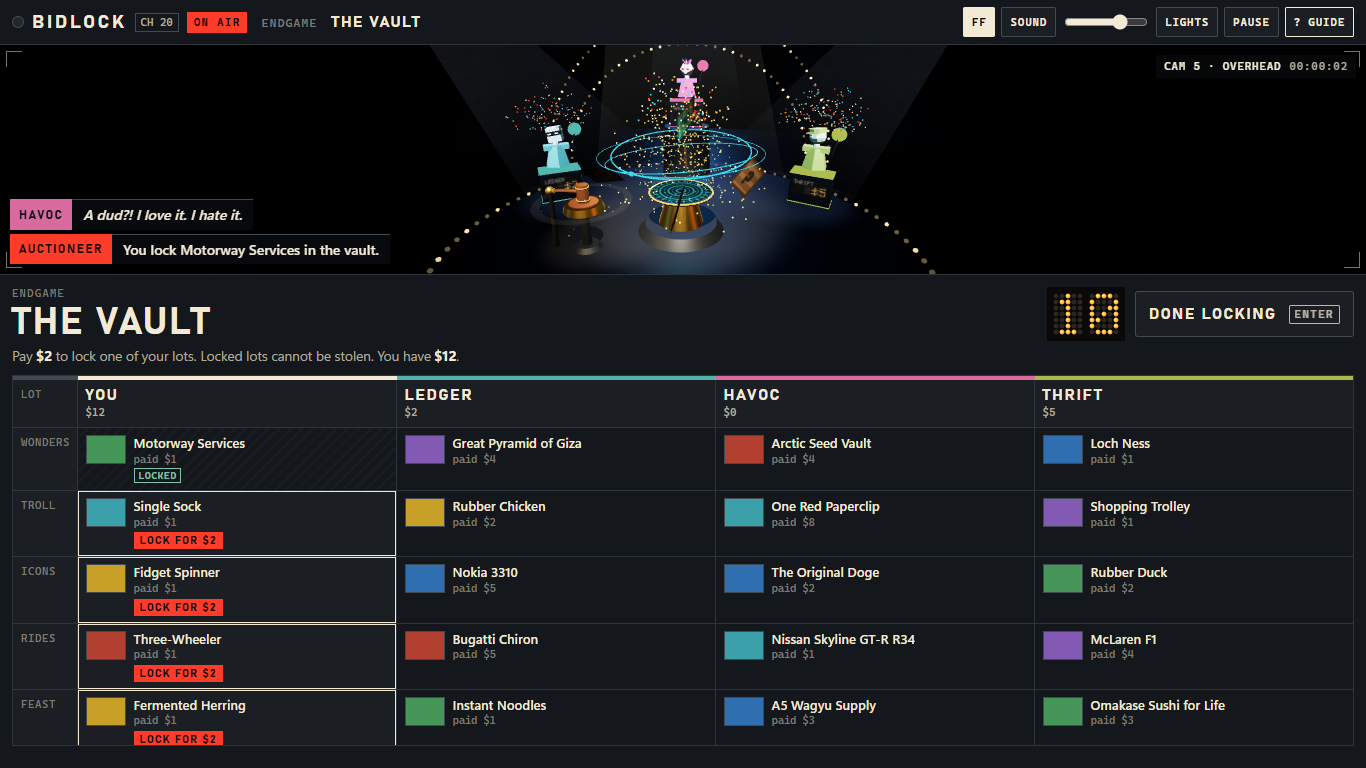 BIDLOCK CH 20 ON AIR ENDGAME THE VAULT FF SOUND LIGHTS PAUSE ? GUIDE
CAM 5 · OVERHEAD 00:00:02
LEDGER
THRIFT
$5
HAVOC A dud?! I love it. I hate it.
AUCTIONEER You lock Motorway Services in the vault.
ENDGAME
THE VAULT
10 DONE LOCKING ENTER
Pay $2 to lock one of your lots. Locked lots cannot be stolen. You have $12.
LOT YOU LEDGER HAVOC THRIFT
$12 $2 $0 $5
WONDERS Motorway Services Great Pyramid of Giza Arctic Seed Vault Loch Ness
paid $1 paid $4 paid $4 paid $1
LOCKED
TROLL Single Sock Rubber Chicken One Red Paperclip Shopping Trolley
paid $1 paid $2 paid $8 paid $1
LOCK FOR $2
ICONS Fidget Spinner Nokia 3310 The Original Doge Rubber Duck
paid $1 paid $5 paid $2 paid $2
LOCK FOR $2
RIDES Three-Wheeler Bugatti Chiron Nissan Skyline GT-R R34 McLaren F1
paid $1 paid $5 paid $1 paid $4
LOCK FOR $2
FEAST Fermented Herring Instant Noodles A5 Wagyu Supply Omakase Sushi for Life
paid $1 paid $1 paid $3 paid $3
LOCK FOR $2